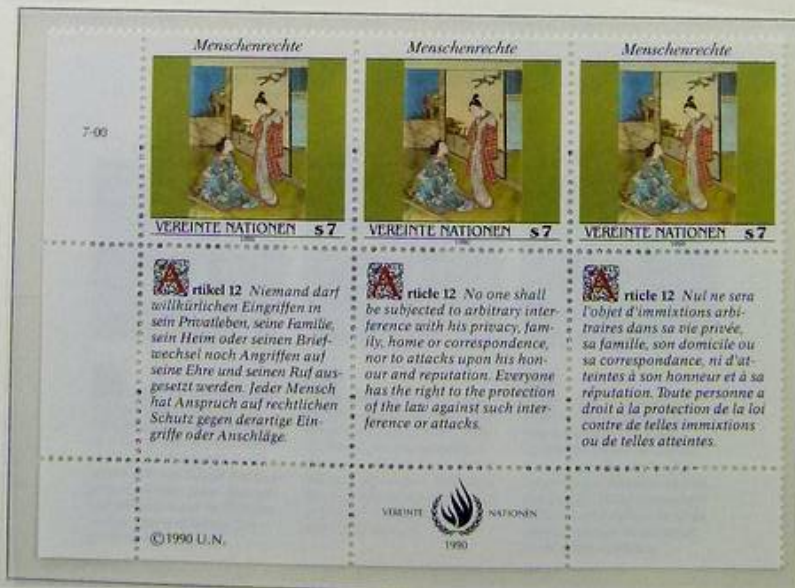 Menschenrechte
Menschenrechte
Menschenrechte
VEREINTE NATIONEN s 7
1990
VEREINTE NATIONEN s 7
1990
VEREINTE NATIONEN s 7
1990
Artikel 12 Niemand darf
willkürlichen Eingriffen in
sein Privatleben, seine Familie,
sein Heim oder seinen Brief-
wechsel noch Angriffen auf
seine Ehre und seinen Ruf aus-
gesetzt werden. Jeder Mensch
hat Anspruch auf rechtlichen
Schutz gegen derartige Ein-
griffe oder Anschläge.
Article 12 No one shall
be subjected to arbitrary inter-
ference with his privacy, fam-
ily, home or correspondence,
nor to attacks upon his hon-
our and reputation. Everyone
has the right to the protection
of the law against such inter-
ference or attacks.
Article 12 Nul ne sera
l'objet d'immixtions arbi-
traires dans sa vie privée,
sa famille, son domicile ou
sa correspondance, ni d'at-
teintes à son honneur et à sa
réputation. Toute personne a
droit à la protection de la loi
contre de telles immixtions
ou de telles atteintes.
©1990 U.N.
VEREINTE NATIONEN
1990